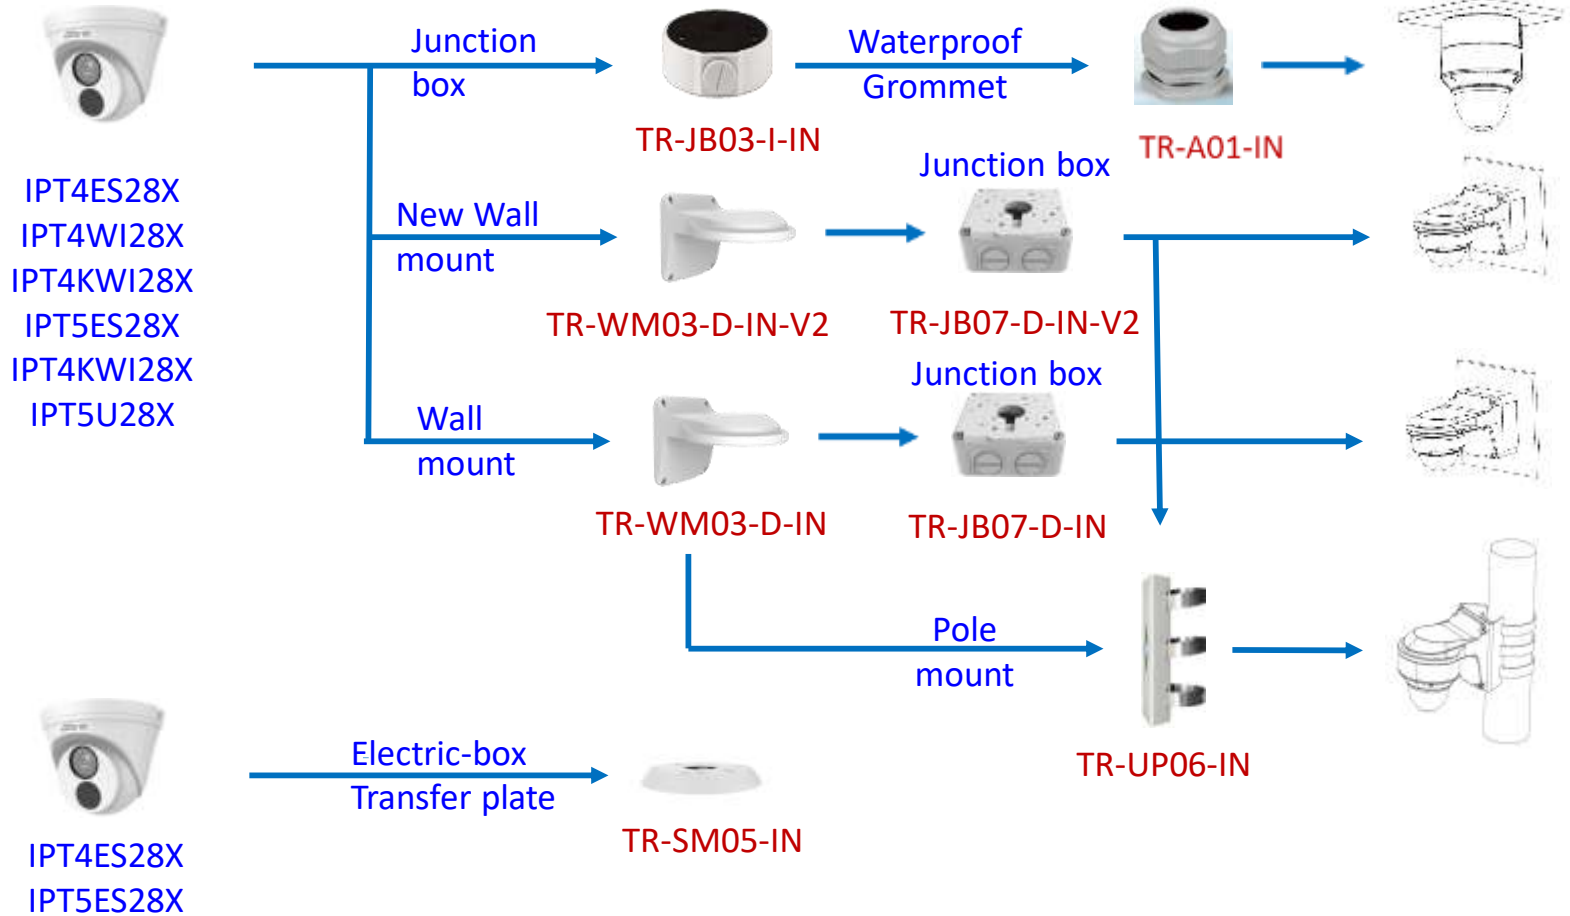 Junction
box
TR-JB03-I-IN
Waterproof
Grommet
TR-A01-IN
IPT4ES28X
IPT4WI28X
IPT4KWI28X
IPT5ES28X
IPT4KWI28X
IPT5U28X
New Wall
mount
TR-WM03-D-IN-V2
Junction box
TR-JB07-D-IN-V2
Wall
mount
TR-WM03-D-IN
Junction box
TR-JB07-D-IN
Pole
mount
TR-UP06-IN
Electric-box
Transfer plate
TR-SM05-IN
IPT4ES28X
IPT5ES28X